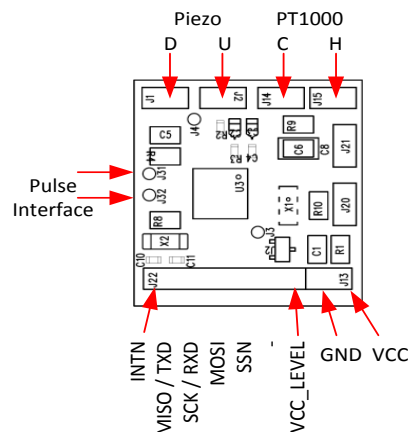 Piezo PT1000
D U C H
J1 J2 J14 J15
J4 R2 R9
C5 C6 C8 J21
R4 R3 C4
J31
Pulse
Interface
J32
U3 X1 R10 J20
R8
X2 J3
C10 C11 C1 R1
J22 J13
INTN
MISO / TXD
SCK / RXD
MOSI
SSN
-
VCC_LEVEL
GND VCC